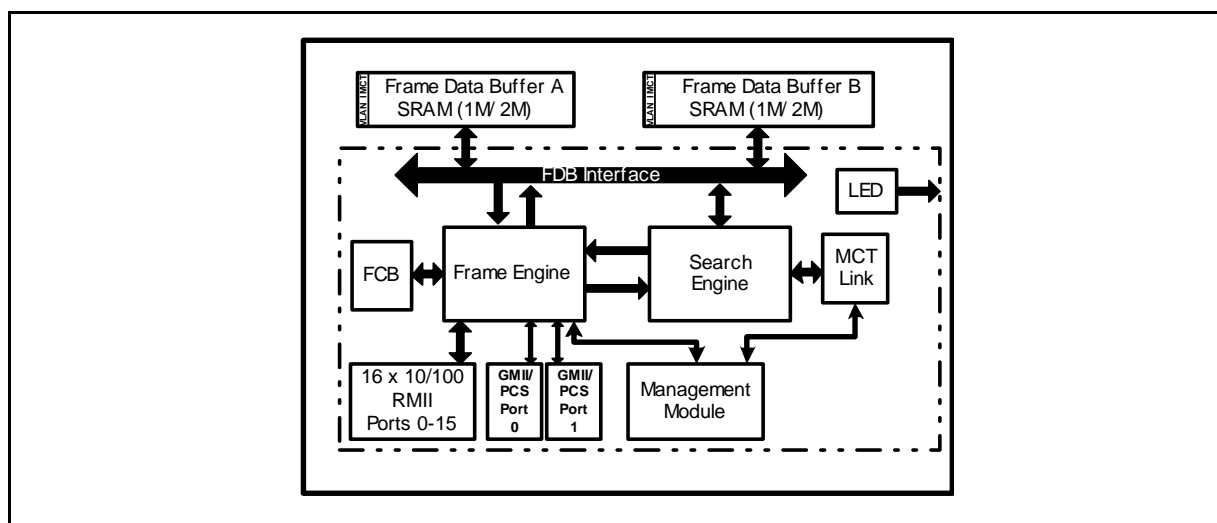 VLAN 1 MCT
Frame Data Buffer A
SRAM (1M/ 2M)
VLAN 1 MCT
Frame Data Buffer B
SRAM (1M/ 2M)
FDB Interface
LED
FCB
Frame Engine
Search
Engine
MCT
Link
16 x 10/100
RMII
Ports 0-15
GMII/
PCS
Port
0
GMII/
PCS
Port
1
Management
Module